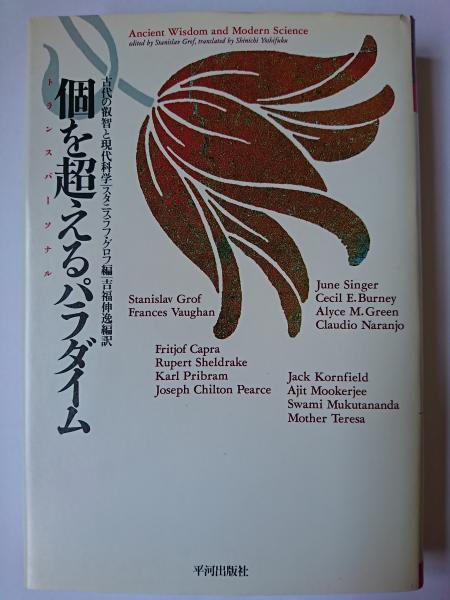 Ancient Wisdom and Modern Science
edited by Stanislav Grof, translated by Shinichi Yoshifuku
古代の叡智と現代科学/スタニスラフ・グロフ編 吉福伸逸編訳
個を超えるパラダイム
トランスパーソナル
Stanislav Grof
Frances Vaughan
June Singer
Cecil E. Burney
Alyce M. Green
Claudio Naranjo
Fritjof Capra
Rupert Sheldrake
Karl Pribram
Joseph Chilton Pearce
Jack Kornfield
Ajit Mookerjee
Swami Mukutananda
Mother Teresa
平河出版社